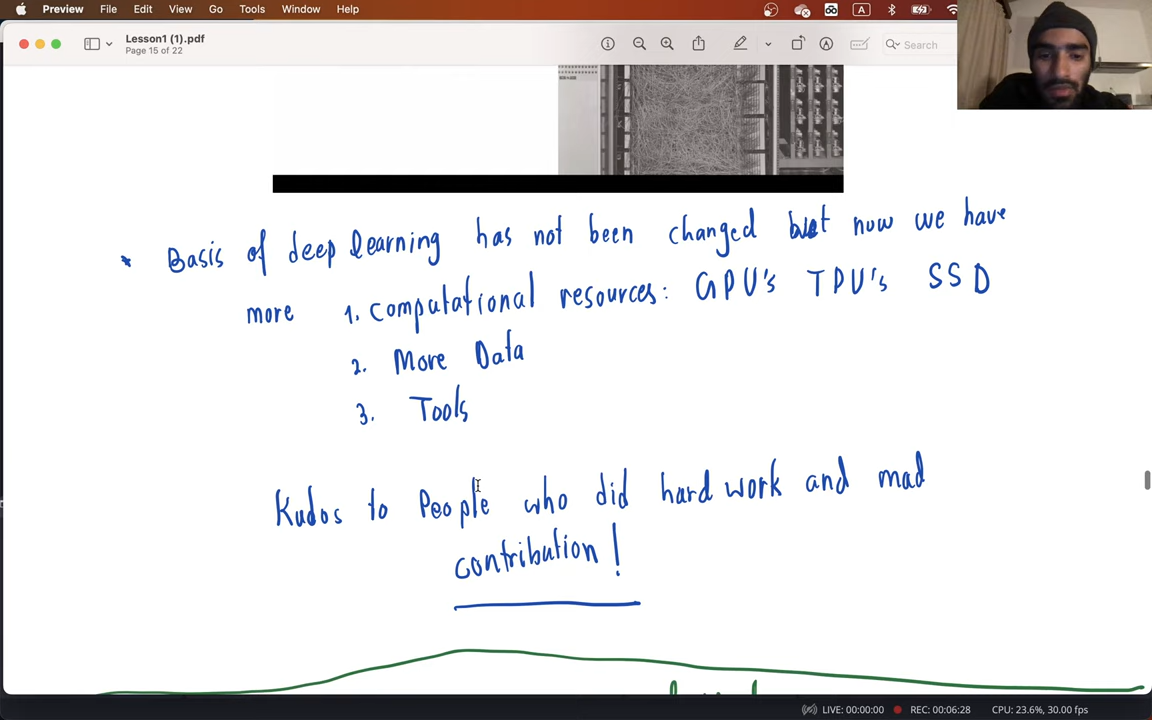 Preview File Edit View Go Tools Window Help
Lesson1 (1).pdf
Page 15 of 22
Search
* Basis of deep learning has not been changed but now we have
more 1. computational resources: GPU's TPU's SSD
2. More Data
3. Tools
Kudos to People who did hard work and mad
contribution!
LIVE: 00:00:00 REC: 00:06:28 CPU: 23.6%, 30.00 fps